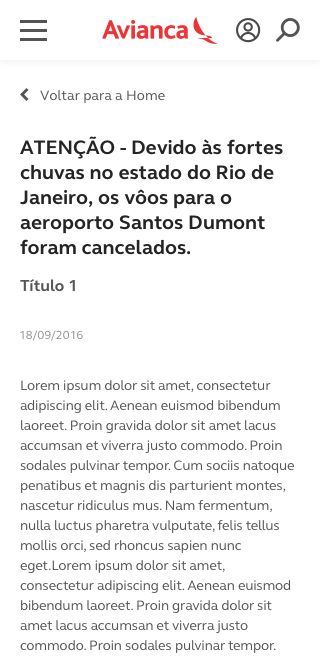 Avianca
Voltar para a Home
ATENÇÃO - Devido às fortes
chuvas no estado do Rio de
Janeiro, os vôos para o
aeroporto Santos Dumont
foram cancelados.
Título 1
18/09/2016
Lorem ipsum dolor sit amet, consectetur
adipiscing elit. Aenean euismod bibendum
laoreet. Proin gravida dolor sit amet lacus
accumsan et viverra justo commodo. Proin
sodales pulvinar tempor. Cum sociis natoque
penatibus et magnis dis parturient montes,
nascetur ridiculus mus. Nam fermentum,
nulla luctus pharetra vulputate, felis tellus
mollis orci, sed rhoncus sapien nunc
eget.Lorem ipsum dolor sit amet,
consectetur adipiscing elit. Aenean euismod
bibendum laoreet. Proin gravida dolor sit
amet lacus accumsan et viverra justo
commodo. Proin sodales pulvinar tempor.